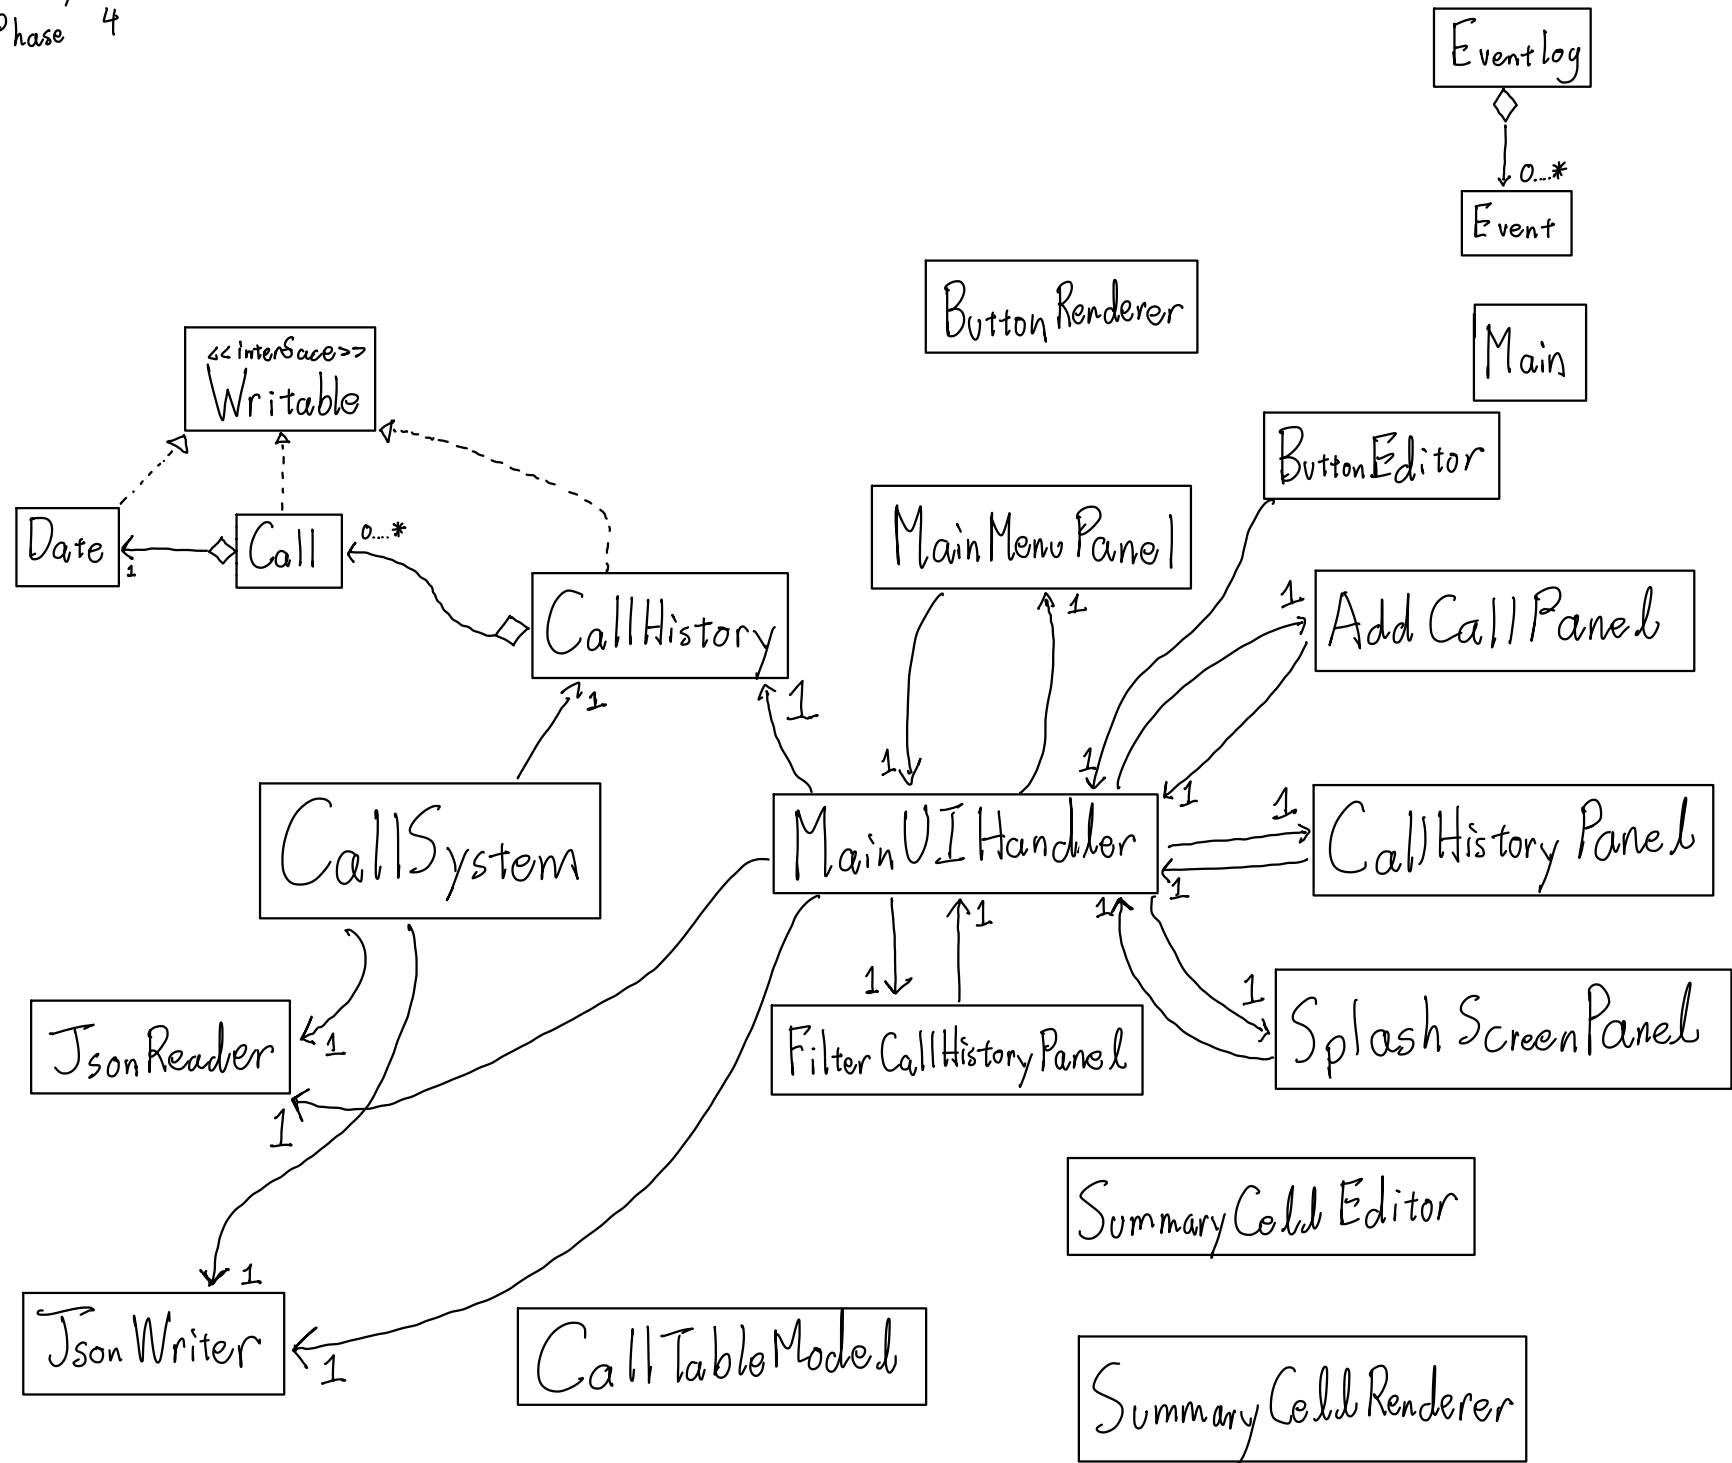 Phase 4
EventLog
0...*
Event
ButtonRenderer
Main
<<interface>>
Writable
ButtonEditor
MainMenuPanel
Date
1
Call
0....*
CallHistory
1
1
1
1
1
1
AddCallPanel
1
CallSystem
MainUIHandler
1
1
CallHistoryPanel
1
1
1
1
SplashScreenPanel
JsonReader
1
1
FilterCallHistoryPanel
SummaryCellEditor
1
JsonWriter
1
CallTableModel
SummaryCellRenderer